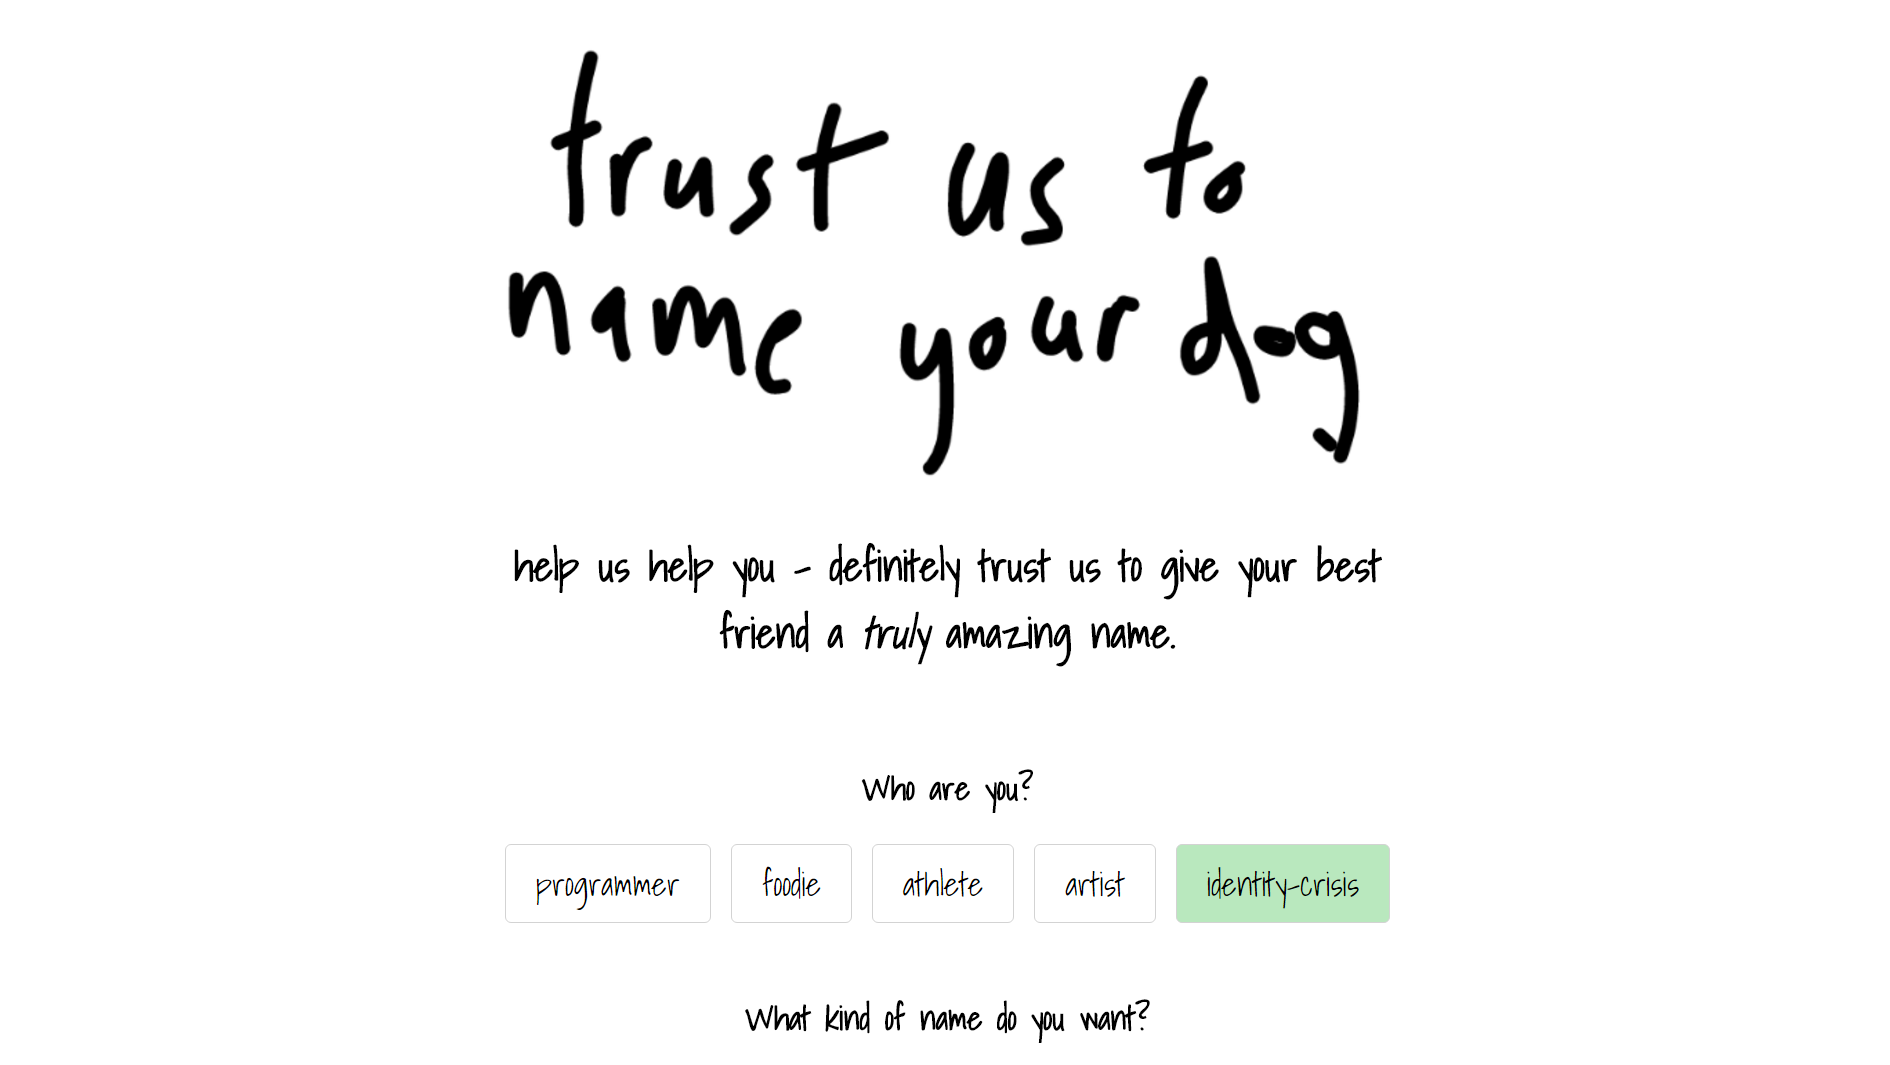 trust us to
name your dog
help us help you - definitely trust us to give your best
friend a truly amazing name.
Who are you?
programmer foodie athlete artist identity-crisis
What kind of name do you want?